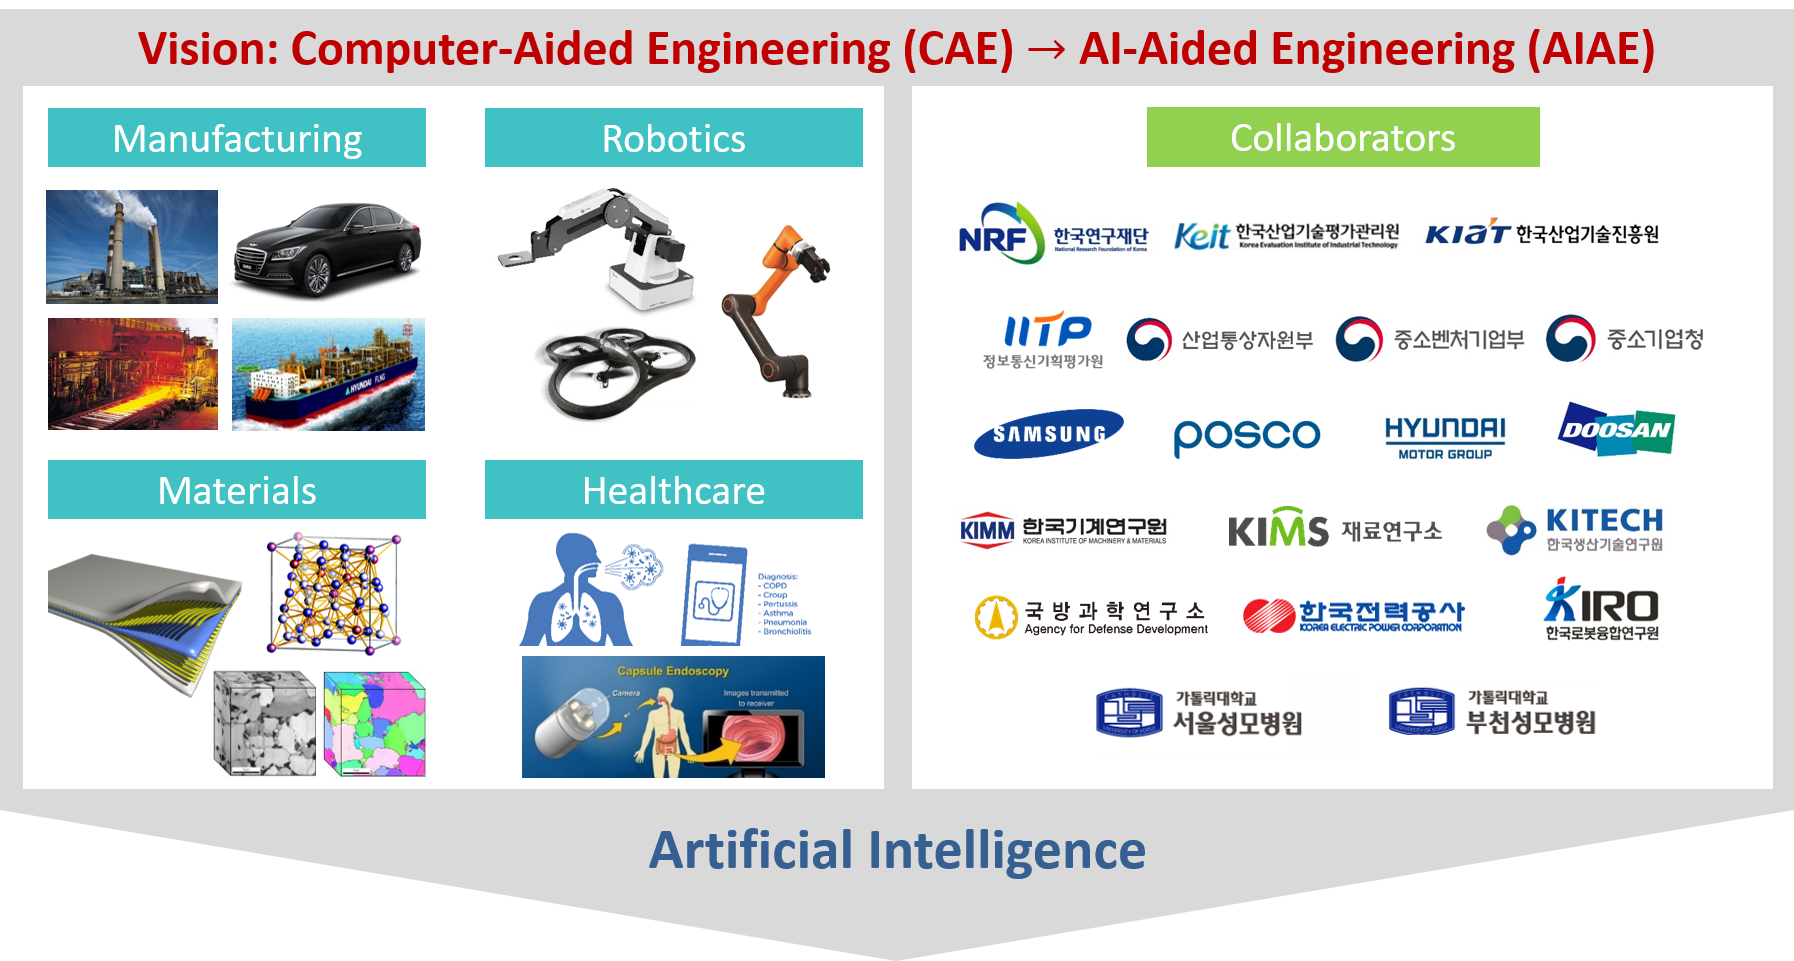 Vision: Computer-Aided Engineering (CAE) → AI-Aided Engineering (AIAE)
Manufacturing
HYUNDAI FLNG
Robotics
Materials
Healthcare
Diagnosis:
- COPD
- Croup
- Pertussis
- Asthma
- Pneumonia
- Bronchiolitis
Capsule Endoscopy
Camera
Images transmitted
to receiver
Collaborators
NRF 한국연구재단
National Research Foundation of Korea
Keit 한국산업기술평가관리원
Korea Evaluation Institute of Industrial Technology
KIAT 한국산업기술진흥원
IITP
정보통신기획평가원
산업통상자원부
중소벤처기업부
중소기업청
SAMSUNG
posco
HYUNDAI
MOTOR GROUP
DOOSAN
KIMM 한국기계연구원
KOREA INSTITUTE OF MACHINERY & MATERIALS
KIMS 재료연구소
KITECH
한국생산기술연구원
국방과학연구소
Agency for Defense Development
한국전력공사
KOREA ELECTRIC POWER CORPORATION
KIRO
한국로봇융합연구원
가톨릭대학교
서울성모병원
가톨릭대학교
부천성모병원
Artificial Intelligence